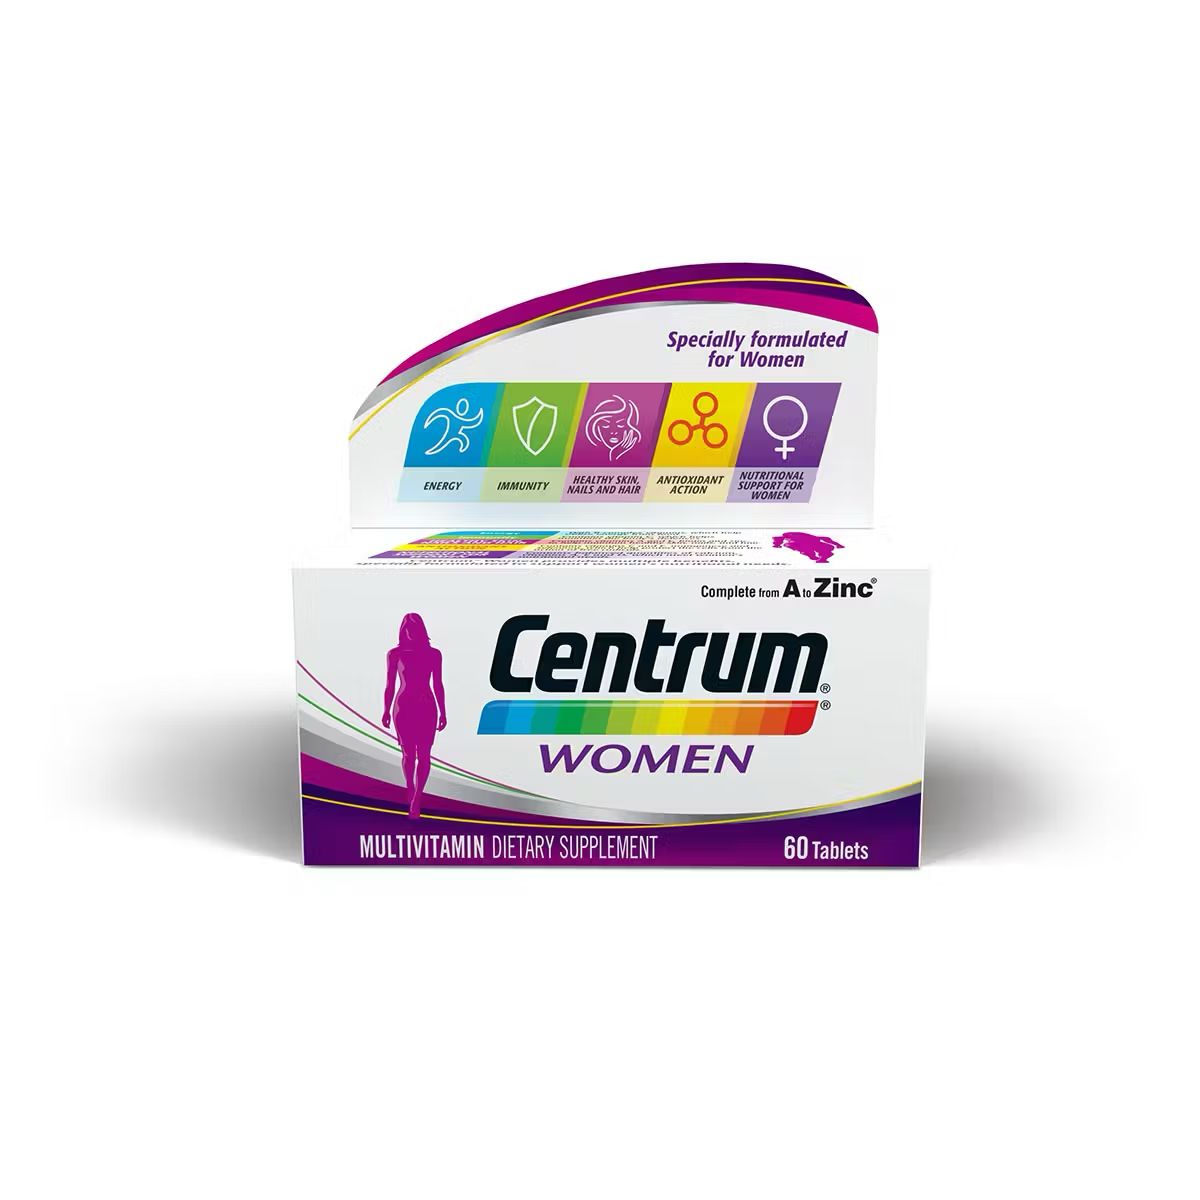 Specially formulated
for Women
ENERGY
IMMUNITY
HEALTHY SKIN,
NAILS AND HAIR
ANTIOXIDANT
ACTION
NUTRITIONAL
SUPPORT FOR
WOMEN
Complete from A to Zinc®
Centrum®
®
WOMEN
MULTIVITAMIN DIETARY SUPPLEMENT
60 Tablets